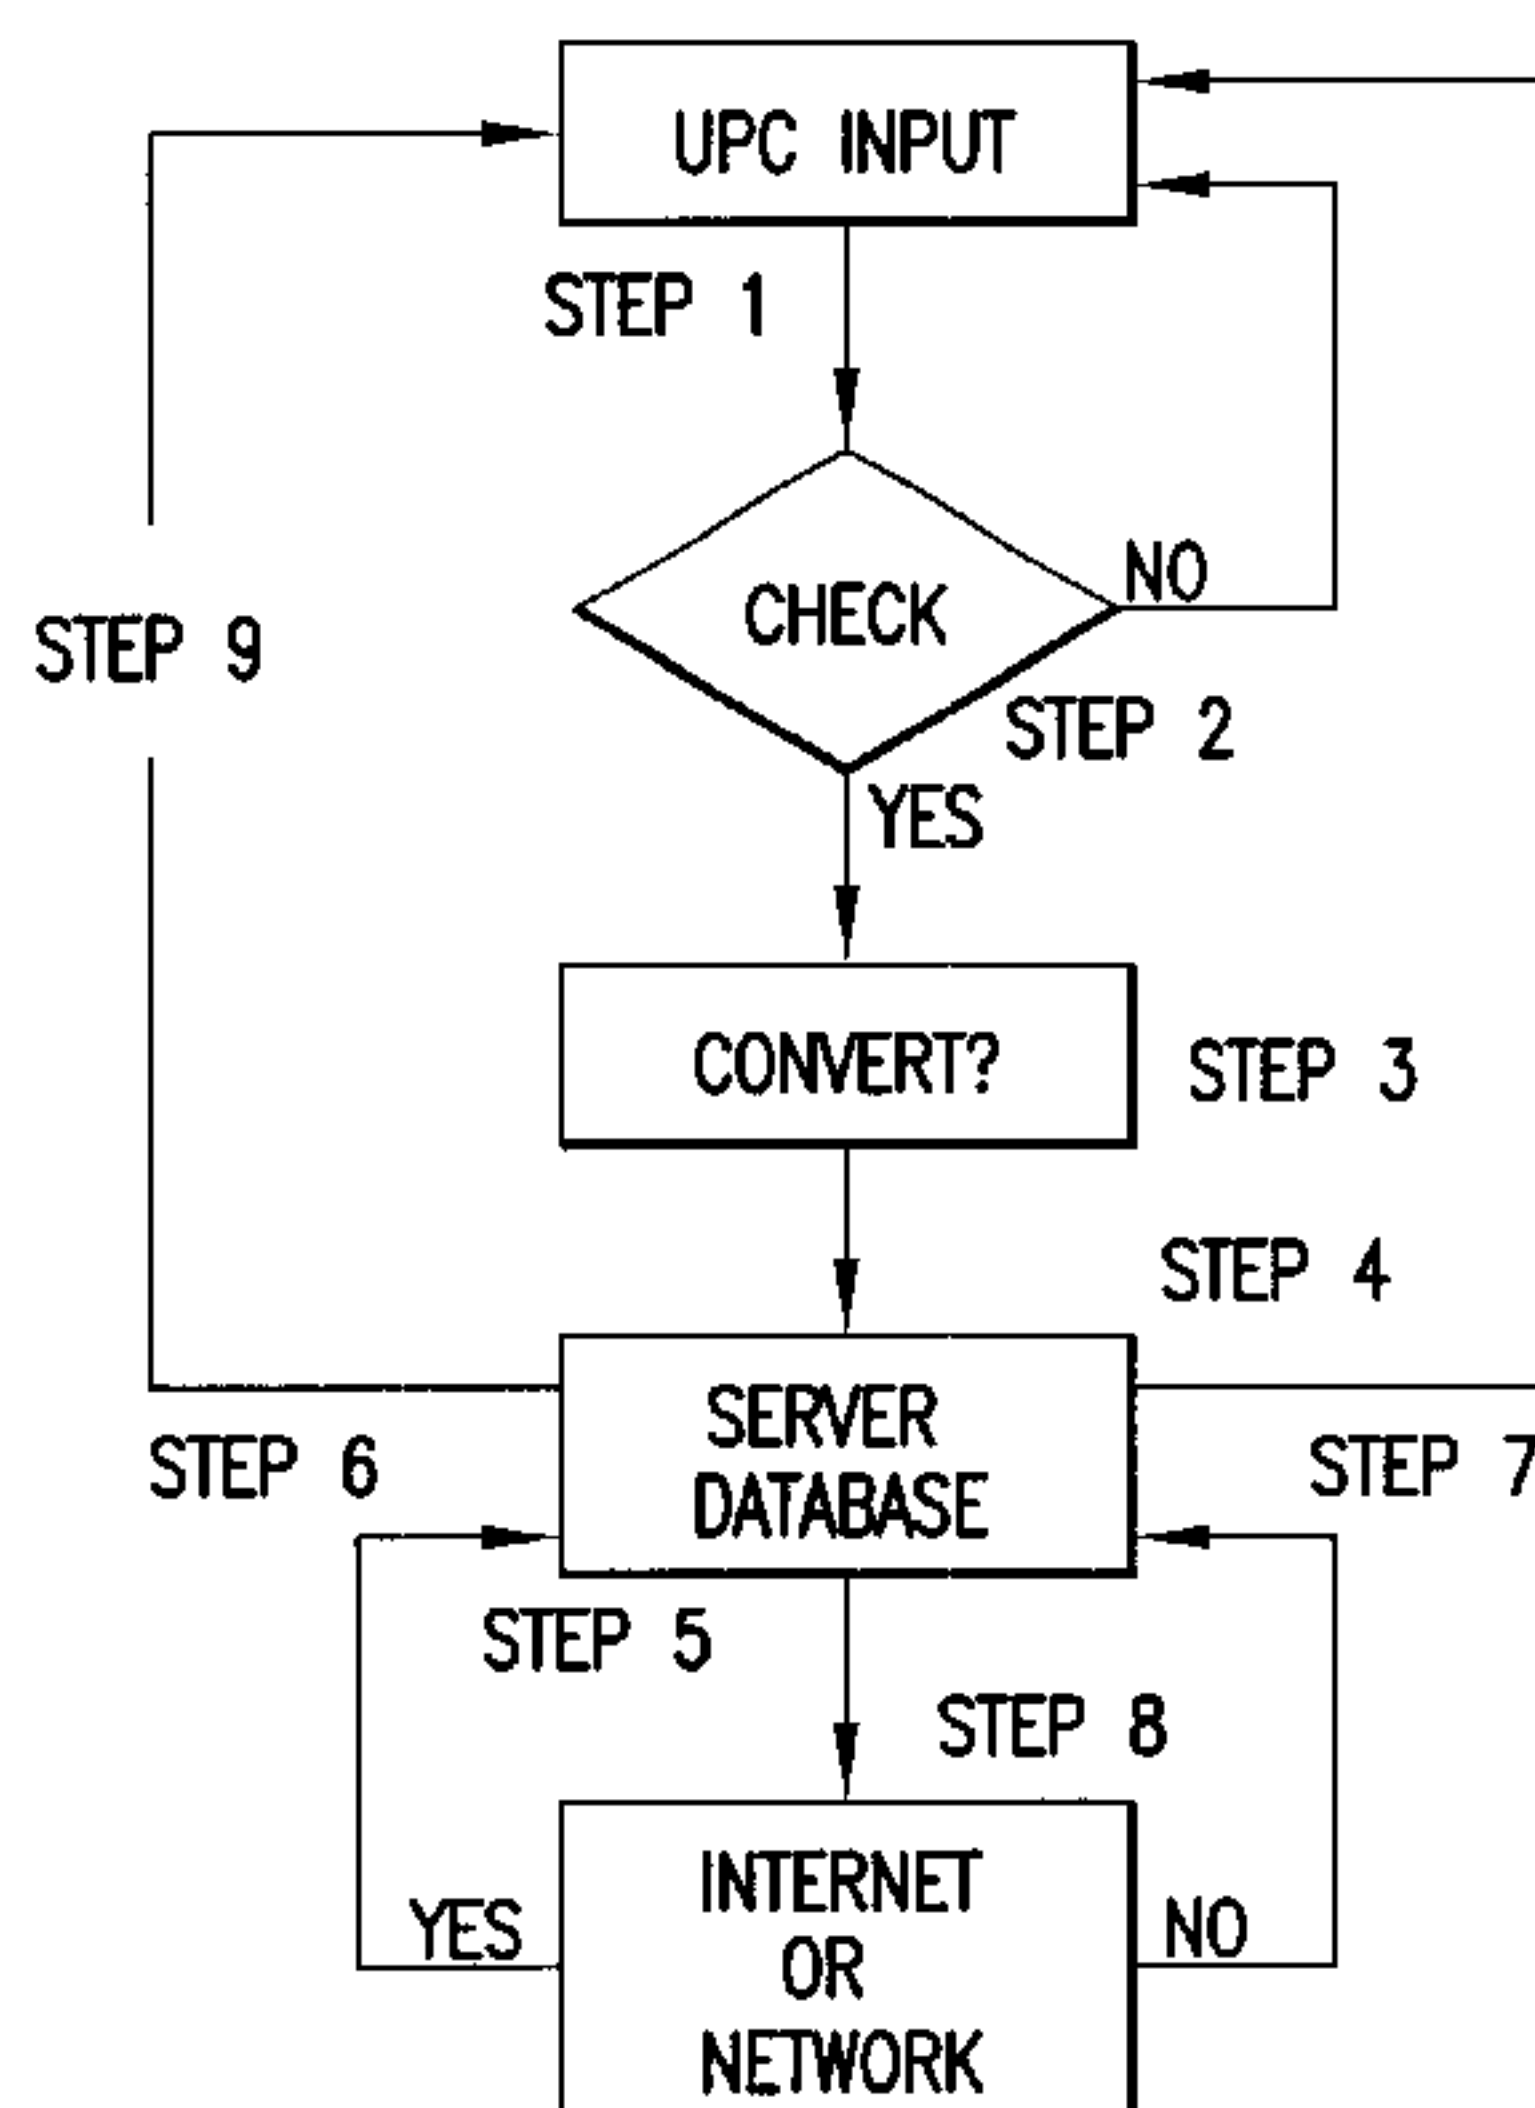 UPC INPUT
STEP 1
NO
CHECK
STEP 9
STEP 2
YES
CONVERT?
STEP 3
STEP 4
SERVER
DATABASE
STEP 6
STEP 7
STEP 5
STEP 8
INTERNET
OR
NETWORK
YES
NO